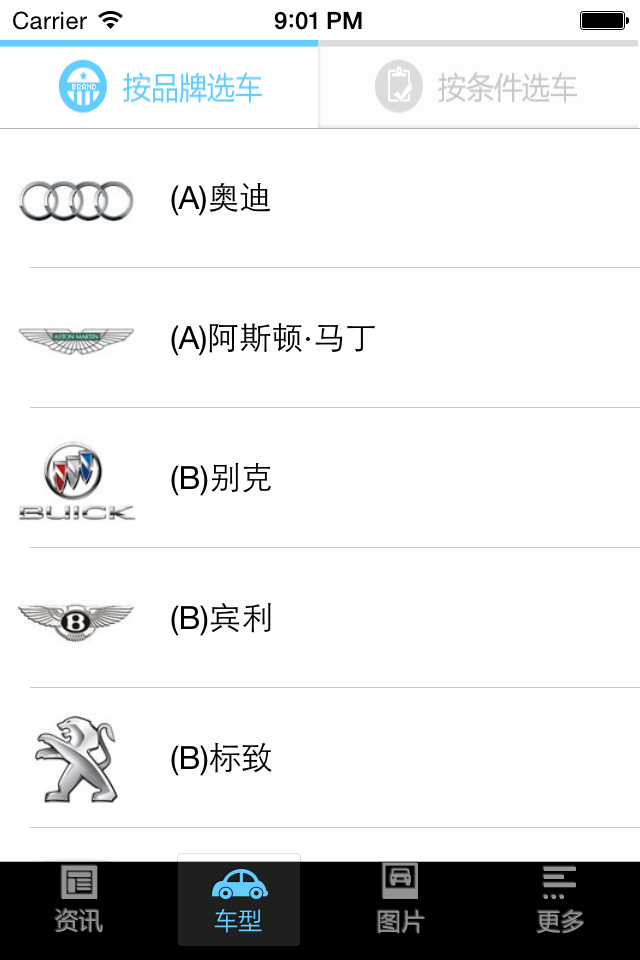 Carrier 9:01 PM
BRAND 按品牌选车 按条件选车
(A)奥迪
ASTON MARTIN
(A)阿斯顿·马丁
BUICK
(B)别克
B
(B)宾利
(B)标致
资讯 车型 图片 更多